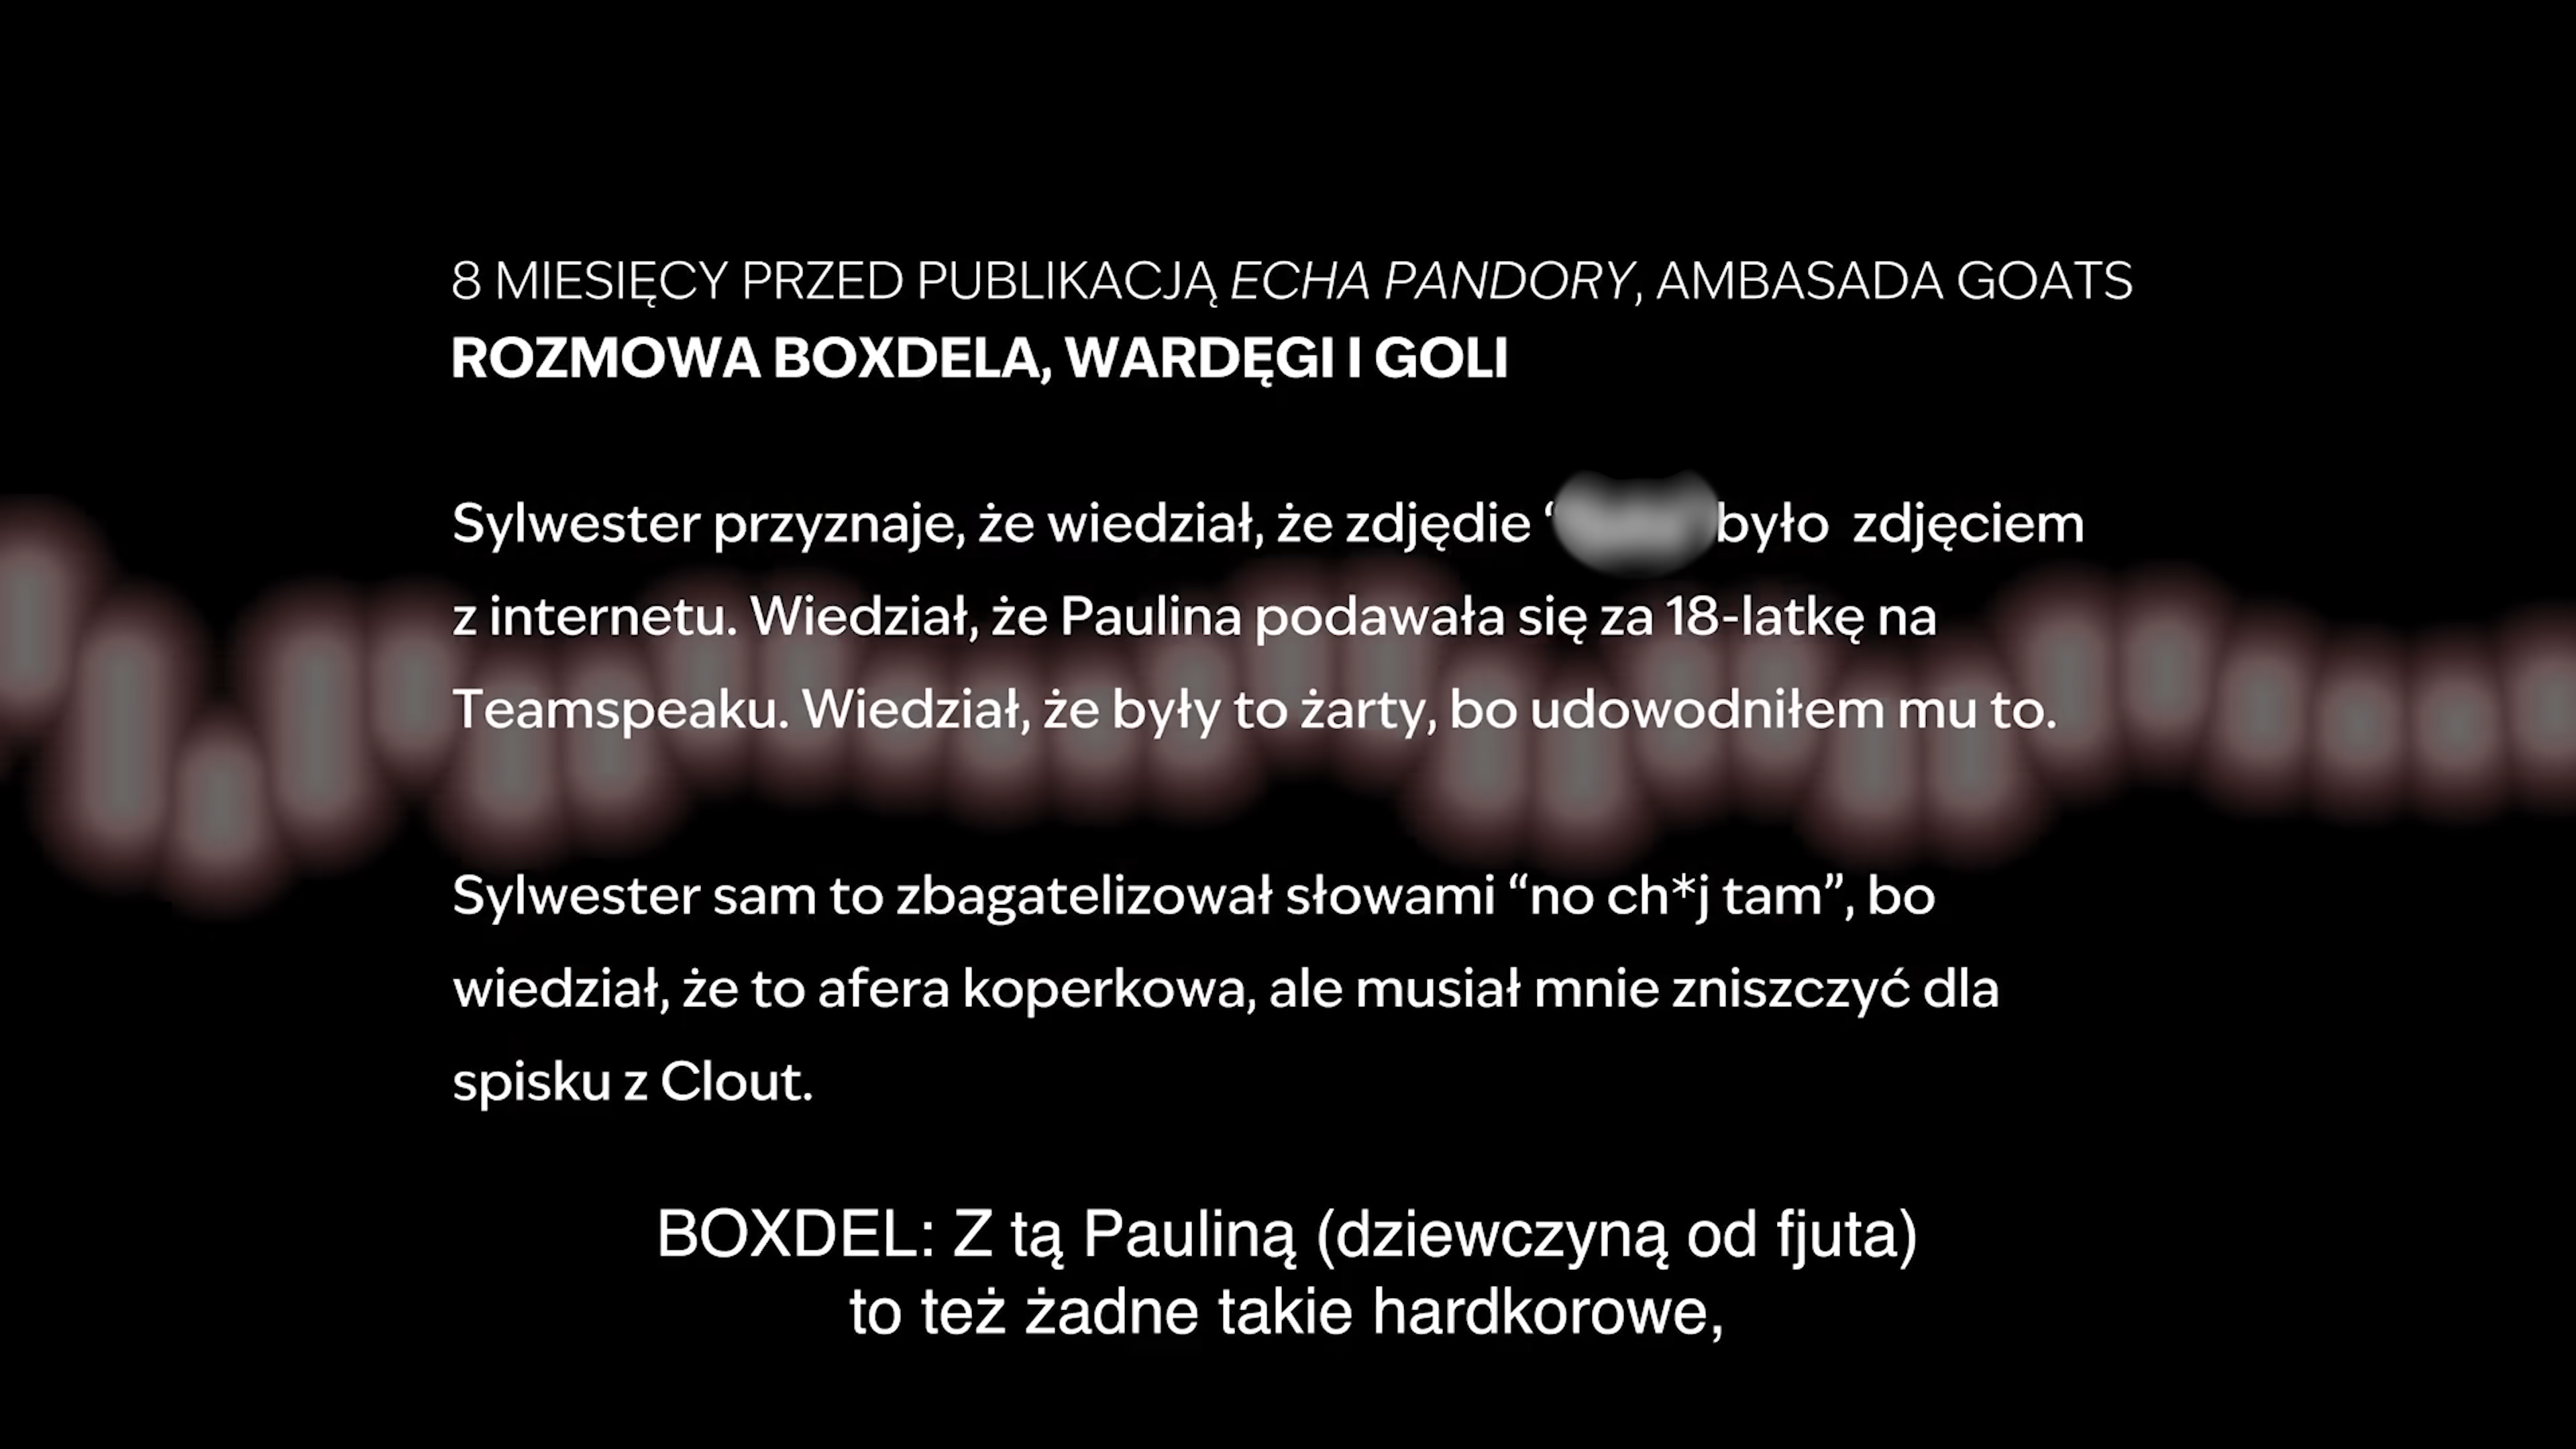 8 MIESIĘCY PRZED PUBLIKACJĄ ECHA PANDORY, AMBASADA GOATS
ROZMOWA BOXDELA, WARDĘGI I GOLI
Sylwester przyznaje, że wiedział, że zdjędie “ było zdjęciem
z internetu. Wiedział, że Paulina podawała się za 18-latkę na
Teamspeaku. Wiedział, że były to żarty, bo udowodniłem mu to.
Sylwester sam to zbagatelizował słowami “no ch*j tam”, bo
wiedział, że to afera koperkowa, ale musiał mnie zniszczyć dla
spisku z Clout.
BOXDEL: Z tą Pauliną (dziewczyną od fjuta)
to też żadne takie hardkorowe,